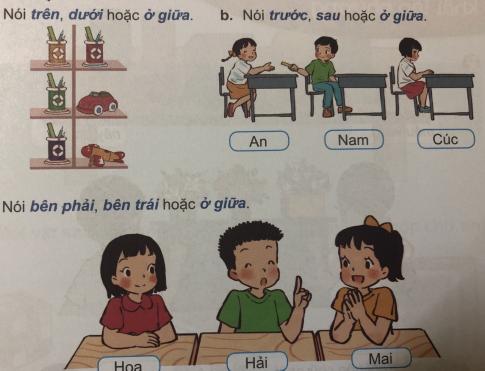 Nói trên, dưới hoặc ở giữa.
b. Nói trước, sau hoặc ở giữa.
An
Nam
Cúc
Nói bên phải, bên trái hoặc ở giữa.
Hoa
Hải
Mai